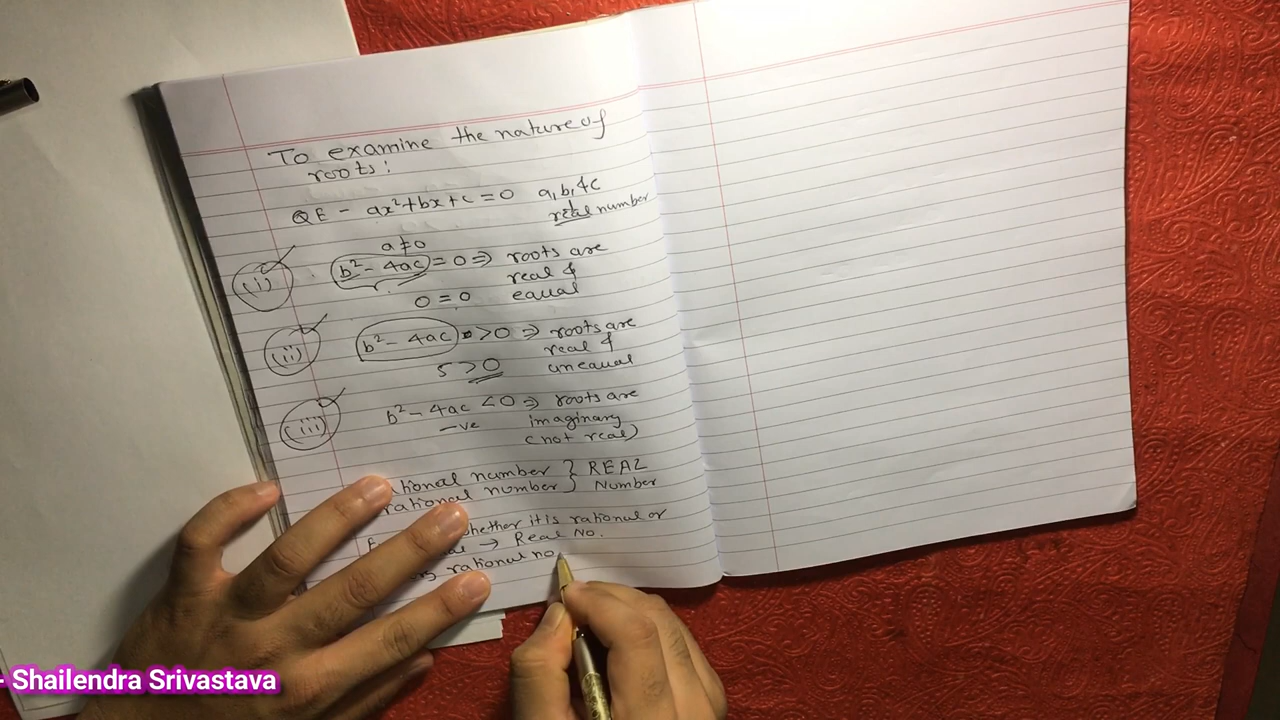 To examine the nature of
roots:
QE - ax²+bx+c=0 a, b, & c
real number
a≠0
(i) b²-4ac = 0 ⇒ roots are
real &
0 = 0 equal
(ii) b²-4ac > 0 ⇒ roots are
real &
5 > 0 unequal
(iii) b²-4ac < 0 ⇒ roots are
-ve imaginary
(not real)
number } REAL
rational number } Number
whether it is rational or
→ Real No.
rational no.
- Shailendra Srivastava